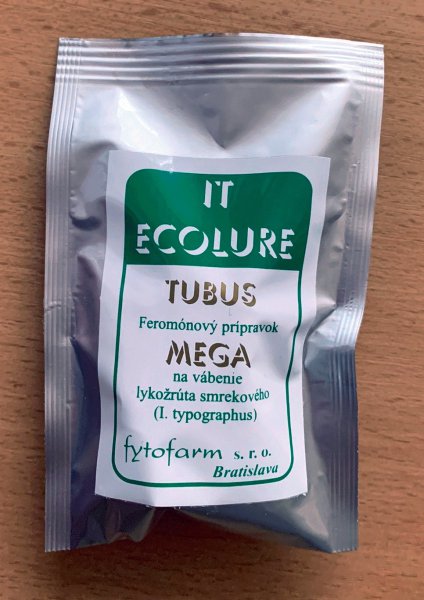 IT
ECOLURE
TUBUS
Feromónový prípravok
MEGA
na vábenie
lykožrúta smrekového
(I. typographus)
fytofarm s. r. o.
Bratislava